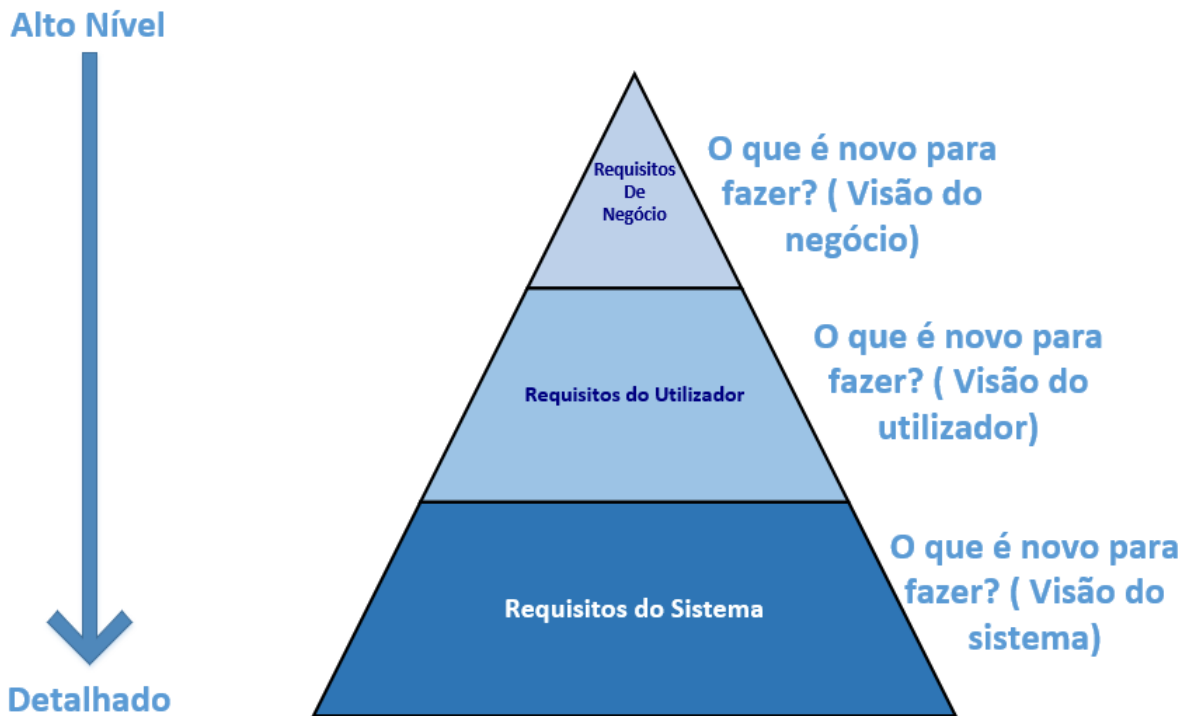 Alto Nível
Requisitos
De
Negócio
O que é novo para
fazer? ( Visão do
negócio)
Requisitos do Utilizador
O que é novo para
fazer? ( Visão do
utilizador)
Requisitos do Sistema
O que é novo para
fazer? ( Visão do
sistema)
Detalhado